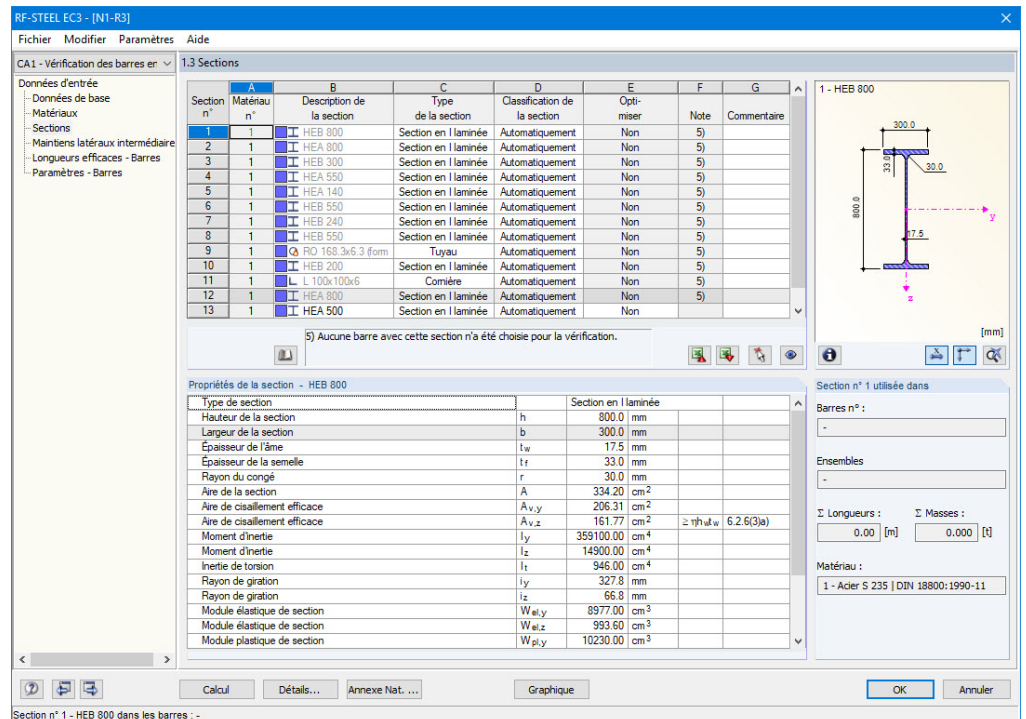 RF-STEEL EC3 - [N1-R3]
Fichier Modifier Paramètres Aide
CA1 - Vérification des barres en
Données d'entrée
Données de base
Matériaux
Sections
Maintiens latéraux intermédiaire
Longueurs efficaces - Barres
Paramètres - Barres
1.3 Sections
A B C D E F G
Section n° Matériau n° Description de la section Type de la section Classification de la section Opti-miser Note Commentaire
1 1 HEB 800 Section en I laminée Automatiquement Non 5)
2 1 HEA 800 Section en I laminée Automatiquement Non 5)
3 1 HEB 300 Section en I laminée Automatiquement Non 5)
4 1 HEA 550 Section en I laminée Automatiquement Non 5)
5 1 HEA 140 Section en I laminée Automatiquement Non 5)
6 1 HEB 550 Section en I laminée Automatiquement Non 5)
7 1 HEB 240 Section en I laminée Automatiquement Non 5)
8 1 HEB 550 Section en I laminée Automatiquement Non 5)
9 1 RO 168.3x6.3 (form Tuyau Automatiquement Non 5)
10 1 HEB 200 Section en I laminée Automatiquement Non 5)
11 1 L 100x100x6 Cornière Automatiquement Non 5)
12 1 HEA 800 Section en I laminée Automatiquement Non 5)
13 1 HEA 500 Section en I laminée Automatiquement Non
5) Aucune barre avec cette section n'a été choisie pour la vérification.
Propriétés de la section - HEB 800
Type de section Section en I laminée
Hauteur de la section h 800.0 mm
Largeur de la section b 300.0 mm
Épaisseur de l'âme tw 17.5 mm
Épaisseur de la semelle tf 33.0 mm
Rayon du congé r 30.0 mm
Aire de la section A 334.20 cm2
Aire de cisaillement efficace Av,y 206.31 cm2
Aire de cisaillement efficace Av,z 161.77 cm2 ≥ ηhwtw 6.2.6(3)a)
Moment d'inertie Iy 359100.00 cm4
Moment d'inertie Iz 14900.00 cm4
Inertie de torsion It 946.00 cm4
Rayon de giration iy 327.8 mm
Rayon de giration iz 66.8 mm
Module élastique de section Wel,y 8977.00 cm3
Module élastique de section Wel,z 993.60 cm3
Module plastique de section Wpl,y 10230.00 cm3
1 - HEB 800
300.0
33.0
30.0
800.0
y
17.5
z
[mm]
Section n° 1 utilisée dans
Barres n° :
-
Ensembles
-
Σ Longueurs : Σ Masses :
0.00 [m] 0.000 [t]
Matériau :
1 - Acier S 235 | DIN 18800:1990-11
Calcul Détails... Annexe Nat. ... Graphique OK Annuler
Section n° 1 - HEB 800 dans les barres : -